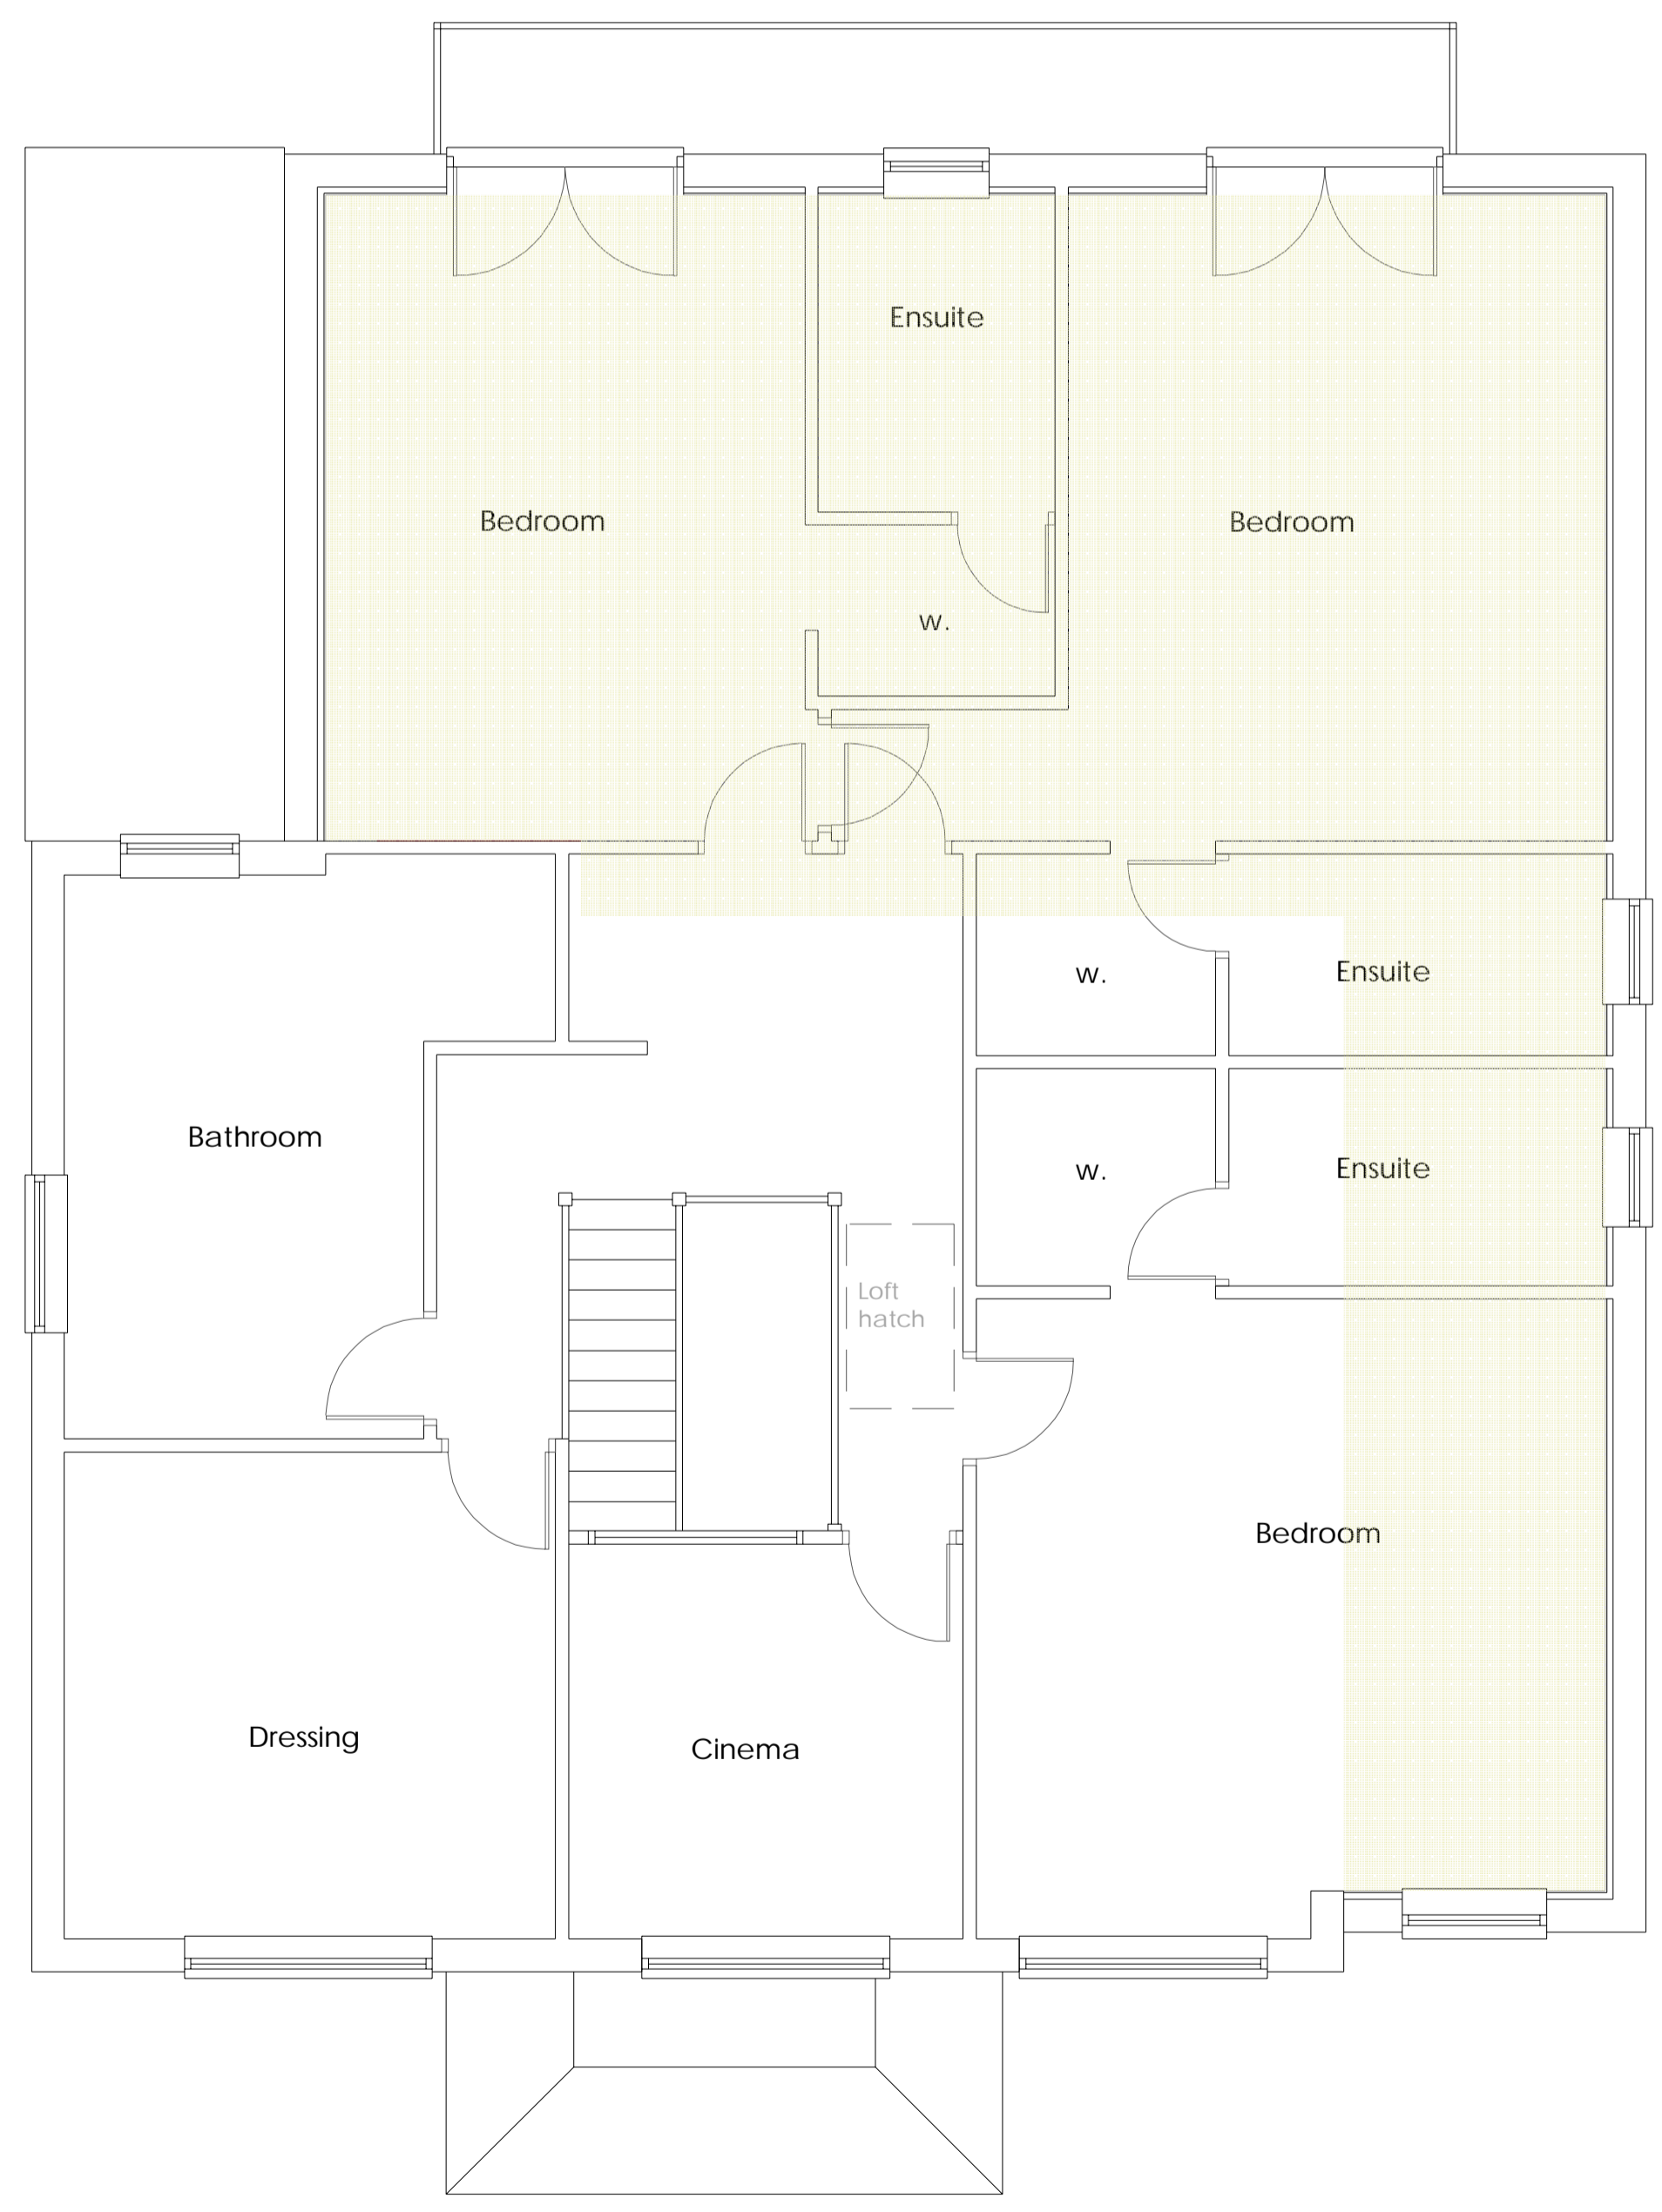 Ensuite
Bedroom
Bedroom
w.
w.
Ensuite
Bathroom
w.
Ensuite
Loft
hatch
Bedroom
Dressing
Cinema